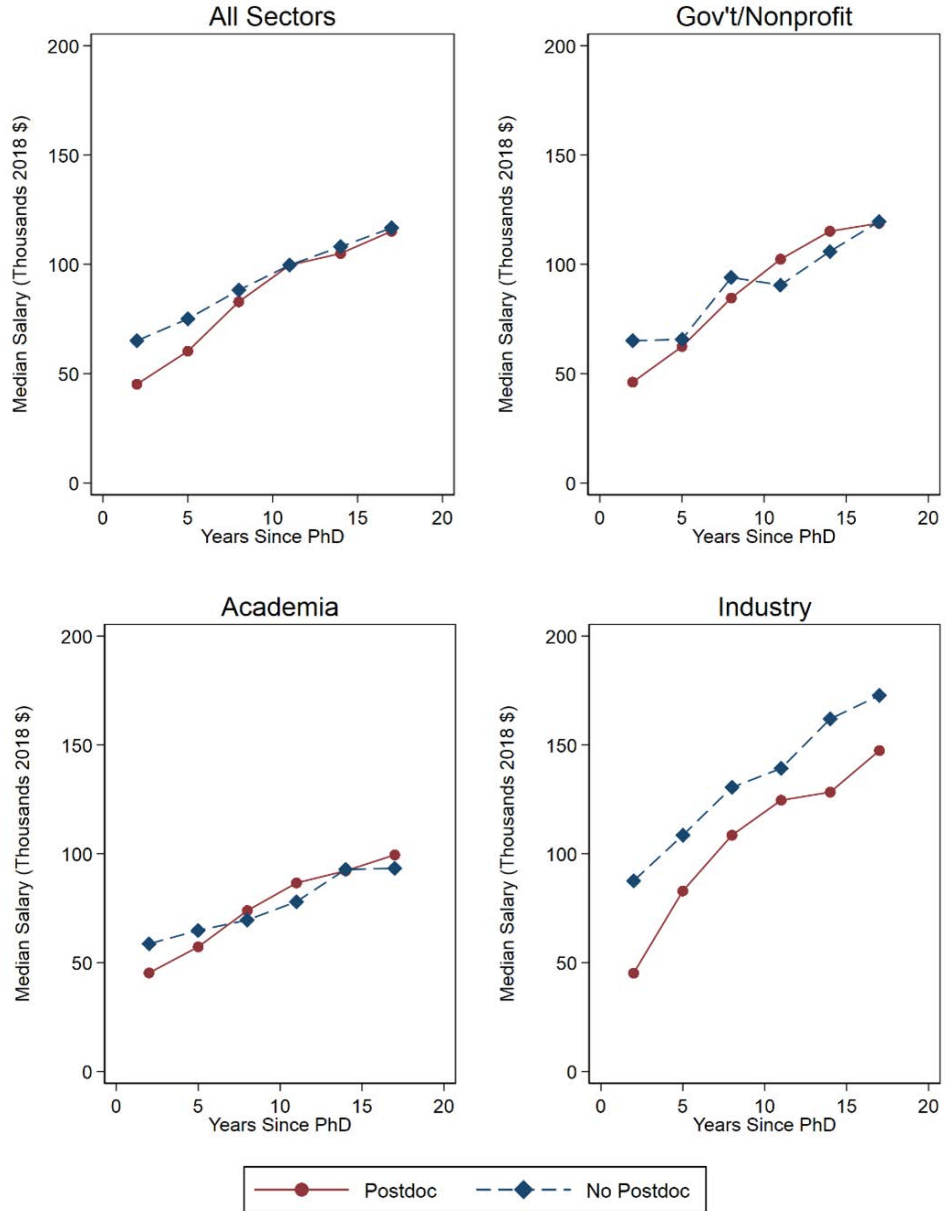 All Sectors
Median Salary (Thousands 2018 $)
200
150
100
50
0
0 5 10 15 20
Years Since PhD
Gov't/Nonprofit
Median Salary (Thousands 2018 $)
200
150
100
50
0
0 5 10 15 20
Years Since PhD
Academia
Median Salary (Thousands 2018 $)
200
150
100
50
0
0 5 10 15 20
Years Since PhD
Industry
Median Salary (Thousands 2018 $)
200
150
100
50
0
0 5 10 15 20
Years Since PhD
Postdoc No Postdoc